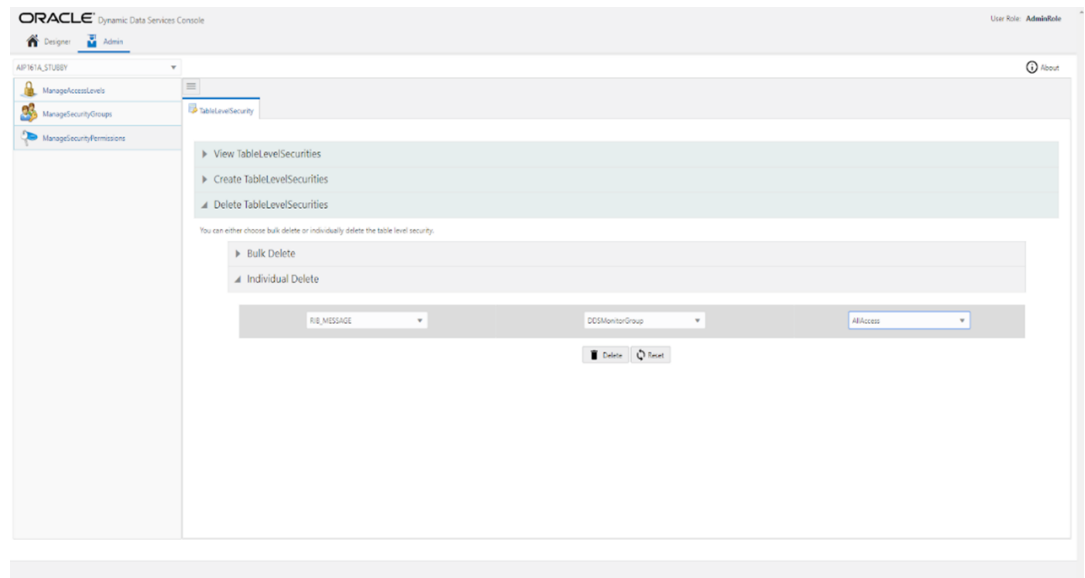 ORACLE Dynamic Data Services Console
User Role: AdminRole
Designer
Admin
AIP161A_STUBBY
About
ManageAccessLevels
ManageSecurityGroups
ManageSecurityPermissions
TableLevelSecurity
View TableLevelSecurities
Create TableLevelSecurities
Delete TableLevelSecurities
You can either choose bulk delete or individually delete the table level security.
Bulk Delete
Individual Delete
RIB_MESSAGE
DDSMonitorGroup
AllAccess
Delete
Reset